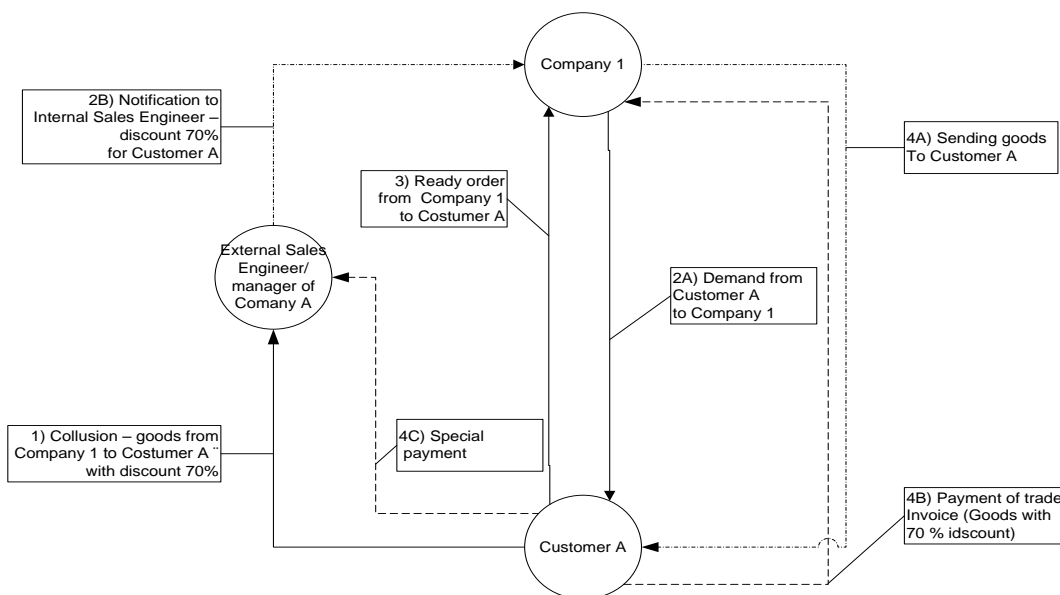 Company 1
2B) Notification to
Internal Sales Engineer –
discount 70%
for Customer A
4A) Sending goods
To Customer A
3) Ready order
from Company 1
to Costumer A
External Sales
Engineer/
manager of
Comany A
2A) Demand from
Customer A
to Company 1
1) Collusion – goods from
Company 1 to Costumer A ¨
with discount 70%
4C) Special
payment
4B) Payment of trade
Invoice (Goods with
70 % idscount)
Customer A